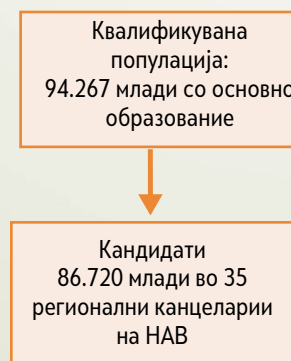 Квалификувана
популација:
94.267 млади со основно
образование
Кандидати
86.720 млади во 35
регионални канцеларии
на НАВ